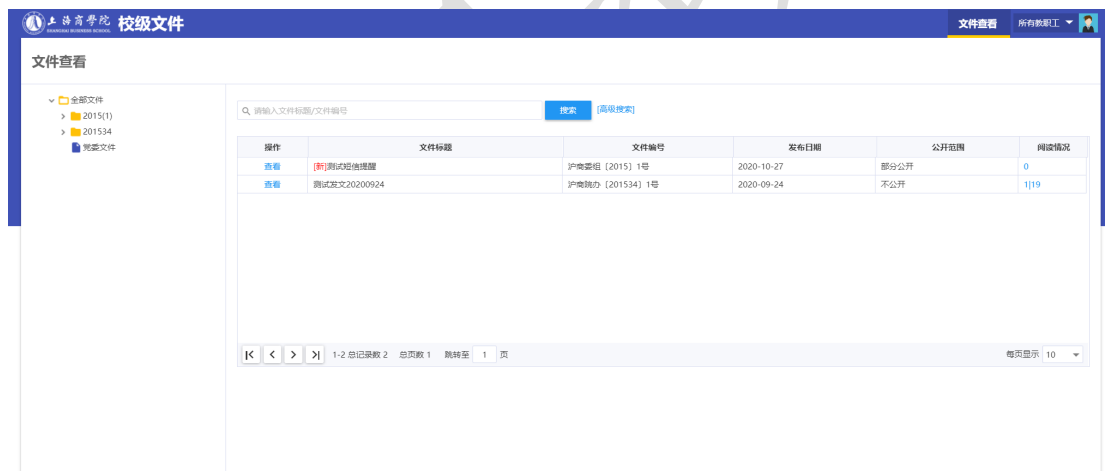 上海商学院 校级文件 文件查看 所有教职工
SHANGHAI BUSINESS SCHOOL
文件查看
全部文件
2015(1)
201534
党委文件
请输入文件标题/文件编号 搜索 [高级搜索]
操作 文件标题 文件编号 发布日期 公开范围 阅读情况
查看 [新]测试短信提醒 沪商委组〔2015〕1号 2020-10-27 部分公开 0
查看 测试发文20200924 沪商院办〔201534〕1号 2020-09-24 不公开 1|19
1-2 总记录数 2 总页数 1 跳转至 1 页 每页显示 10